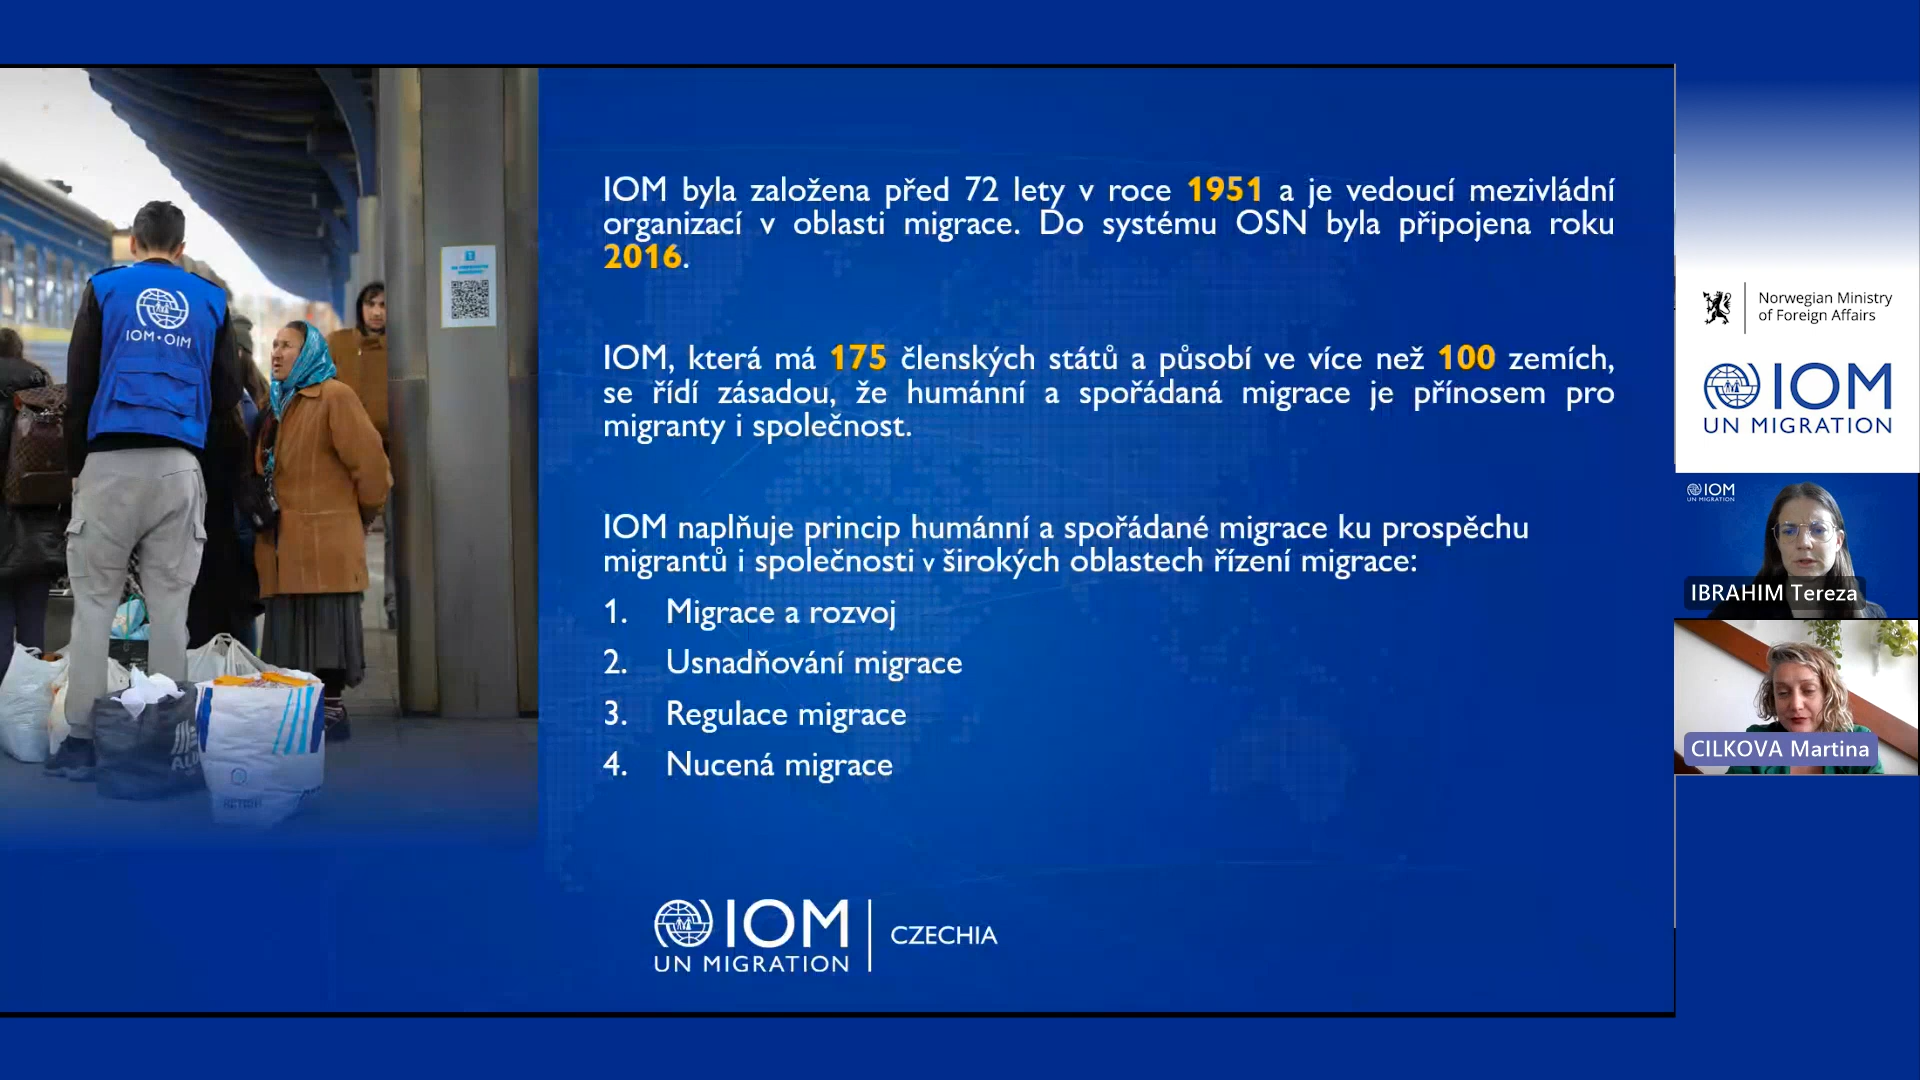 IOM byla založena před 72 lety v roce 1951 a je vedoucí mezivládní
organizací v oblasti migrace. Do systému OSN byla připojena roku
2016.
IOM, která má 175 členských států a působí ve více než 100 zemích,
se řídí zásadou, že humánní a spořádaná migrace je přínosem pro
migranty i společnost.
IOM naplňuje princip humánní a spořádané migrace ku prospěchu
migrantů i společnosti v širokých oblastech řízení migrace:
1. Migrace a rozvoj
2. Usnadňování migrace
3. Regulace migrace
4. Nucená migrace
IOM
UN MIGRATION
CZECHIA
IOM • OIM
Norwegian Ministry
of Foreign Affairs
IOM
UN MIGRATION
IOM
UN MIGRATION
IBRAHIM Tereza
CILKOVA Martina